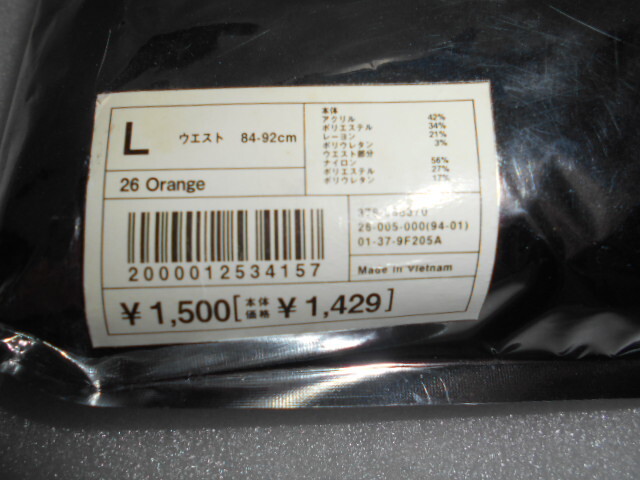 L ウエスト 84-92cm
26 Orange
本体
アクリル 42%
ポリエステル 34%
レーヨン 21%
ポリウレタン 3%
ウエスト部分
ナイロン 56%
ポリエステル 27%
ポリウレタン 17%
2000012534157
26-005-000(94-01)
01-37-9F205A
Made in Vietnam
¥1,500[本体価格 ¥1,429]